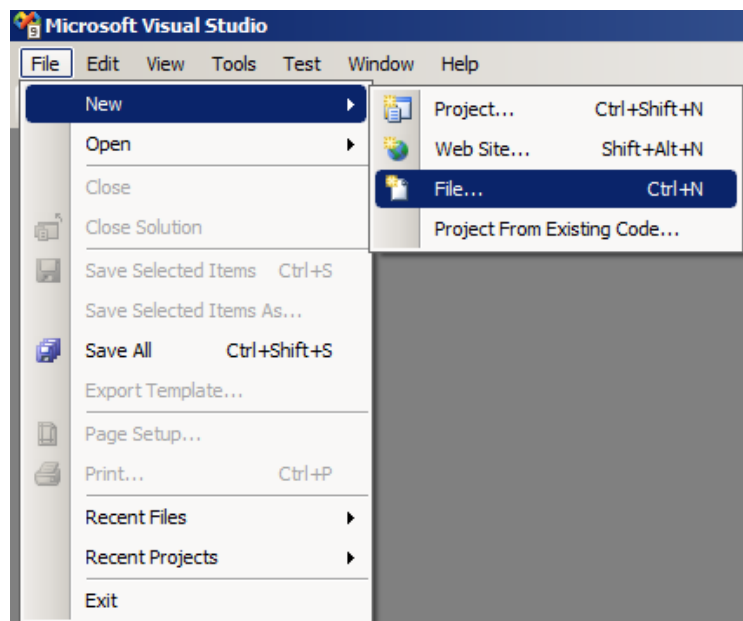 Microsoft Visual Studio
File Edit View Tools Test Window Help
New
Open
Close
Close Solution
Save Selected Items Ctrl+S
Save Selected Items As...
Save All Ctrl+Shift+S
Export Template...
Page Setup...
Print... Ctrl+P
Recent Files
Recent Projects
Exit
Project... Ctrl+Shift+N
Web Site... Shift+Alt+N
File... Ctrl+N
Project From Existing Code...
9